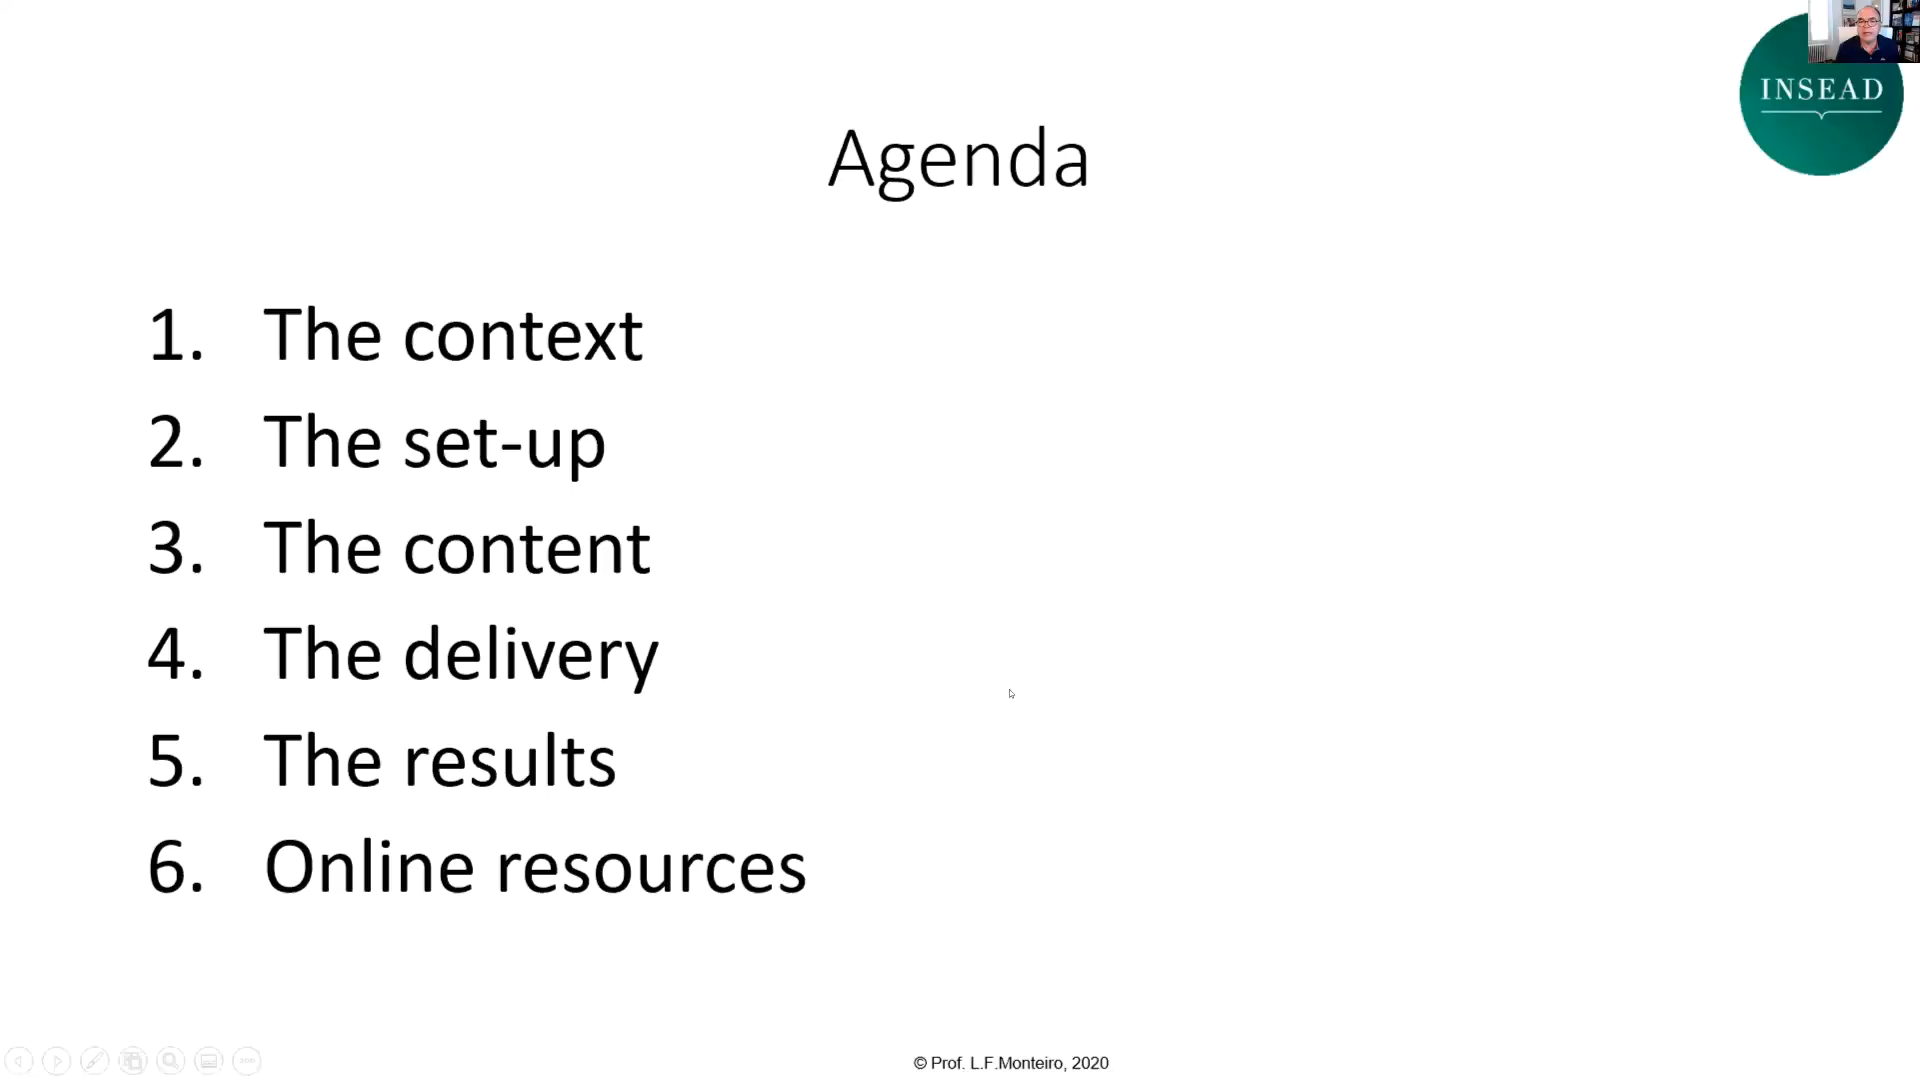 INSEAD
Agenda
1. The context
2. The set-up
3. The content
4. The delivery
5. The results
6. Online resources
© Prof. L.F.Monteiro, 2020